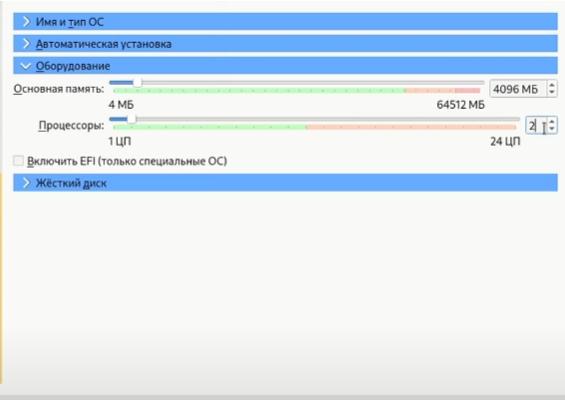 Имя и тип ОС
Автоматическая установка
Оборудование
Основная память: 4096 МБ
4 МБ 64512 МБ
Процессоры: 2
1 ЦП 24 ЦП
Включить EFI (только специальные ОС)
Жёсткий диск